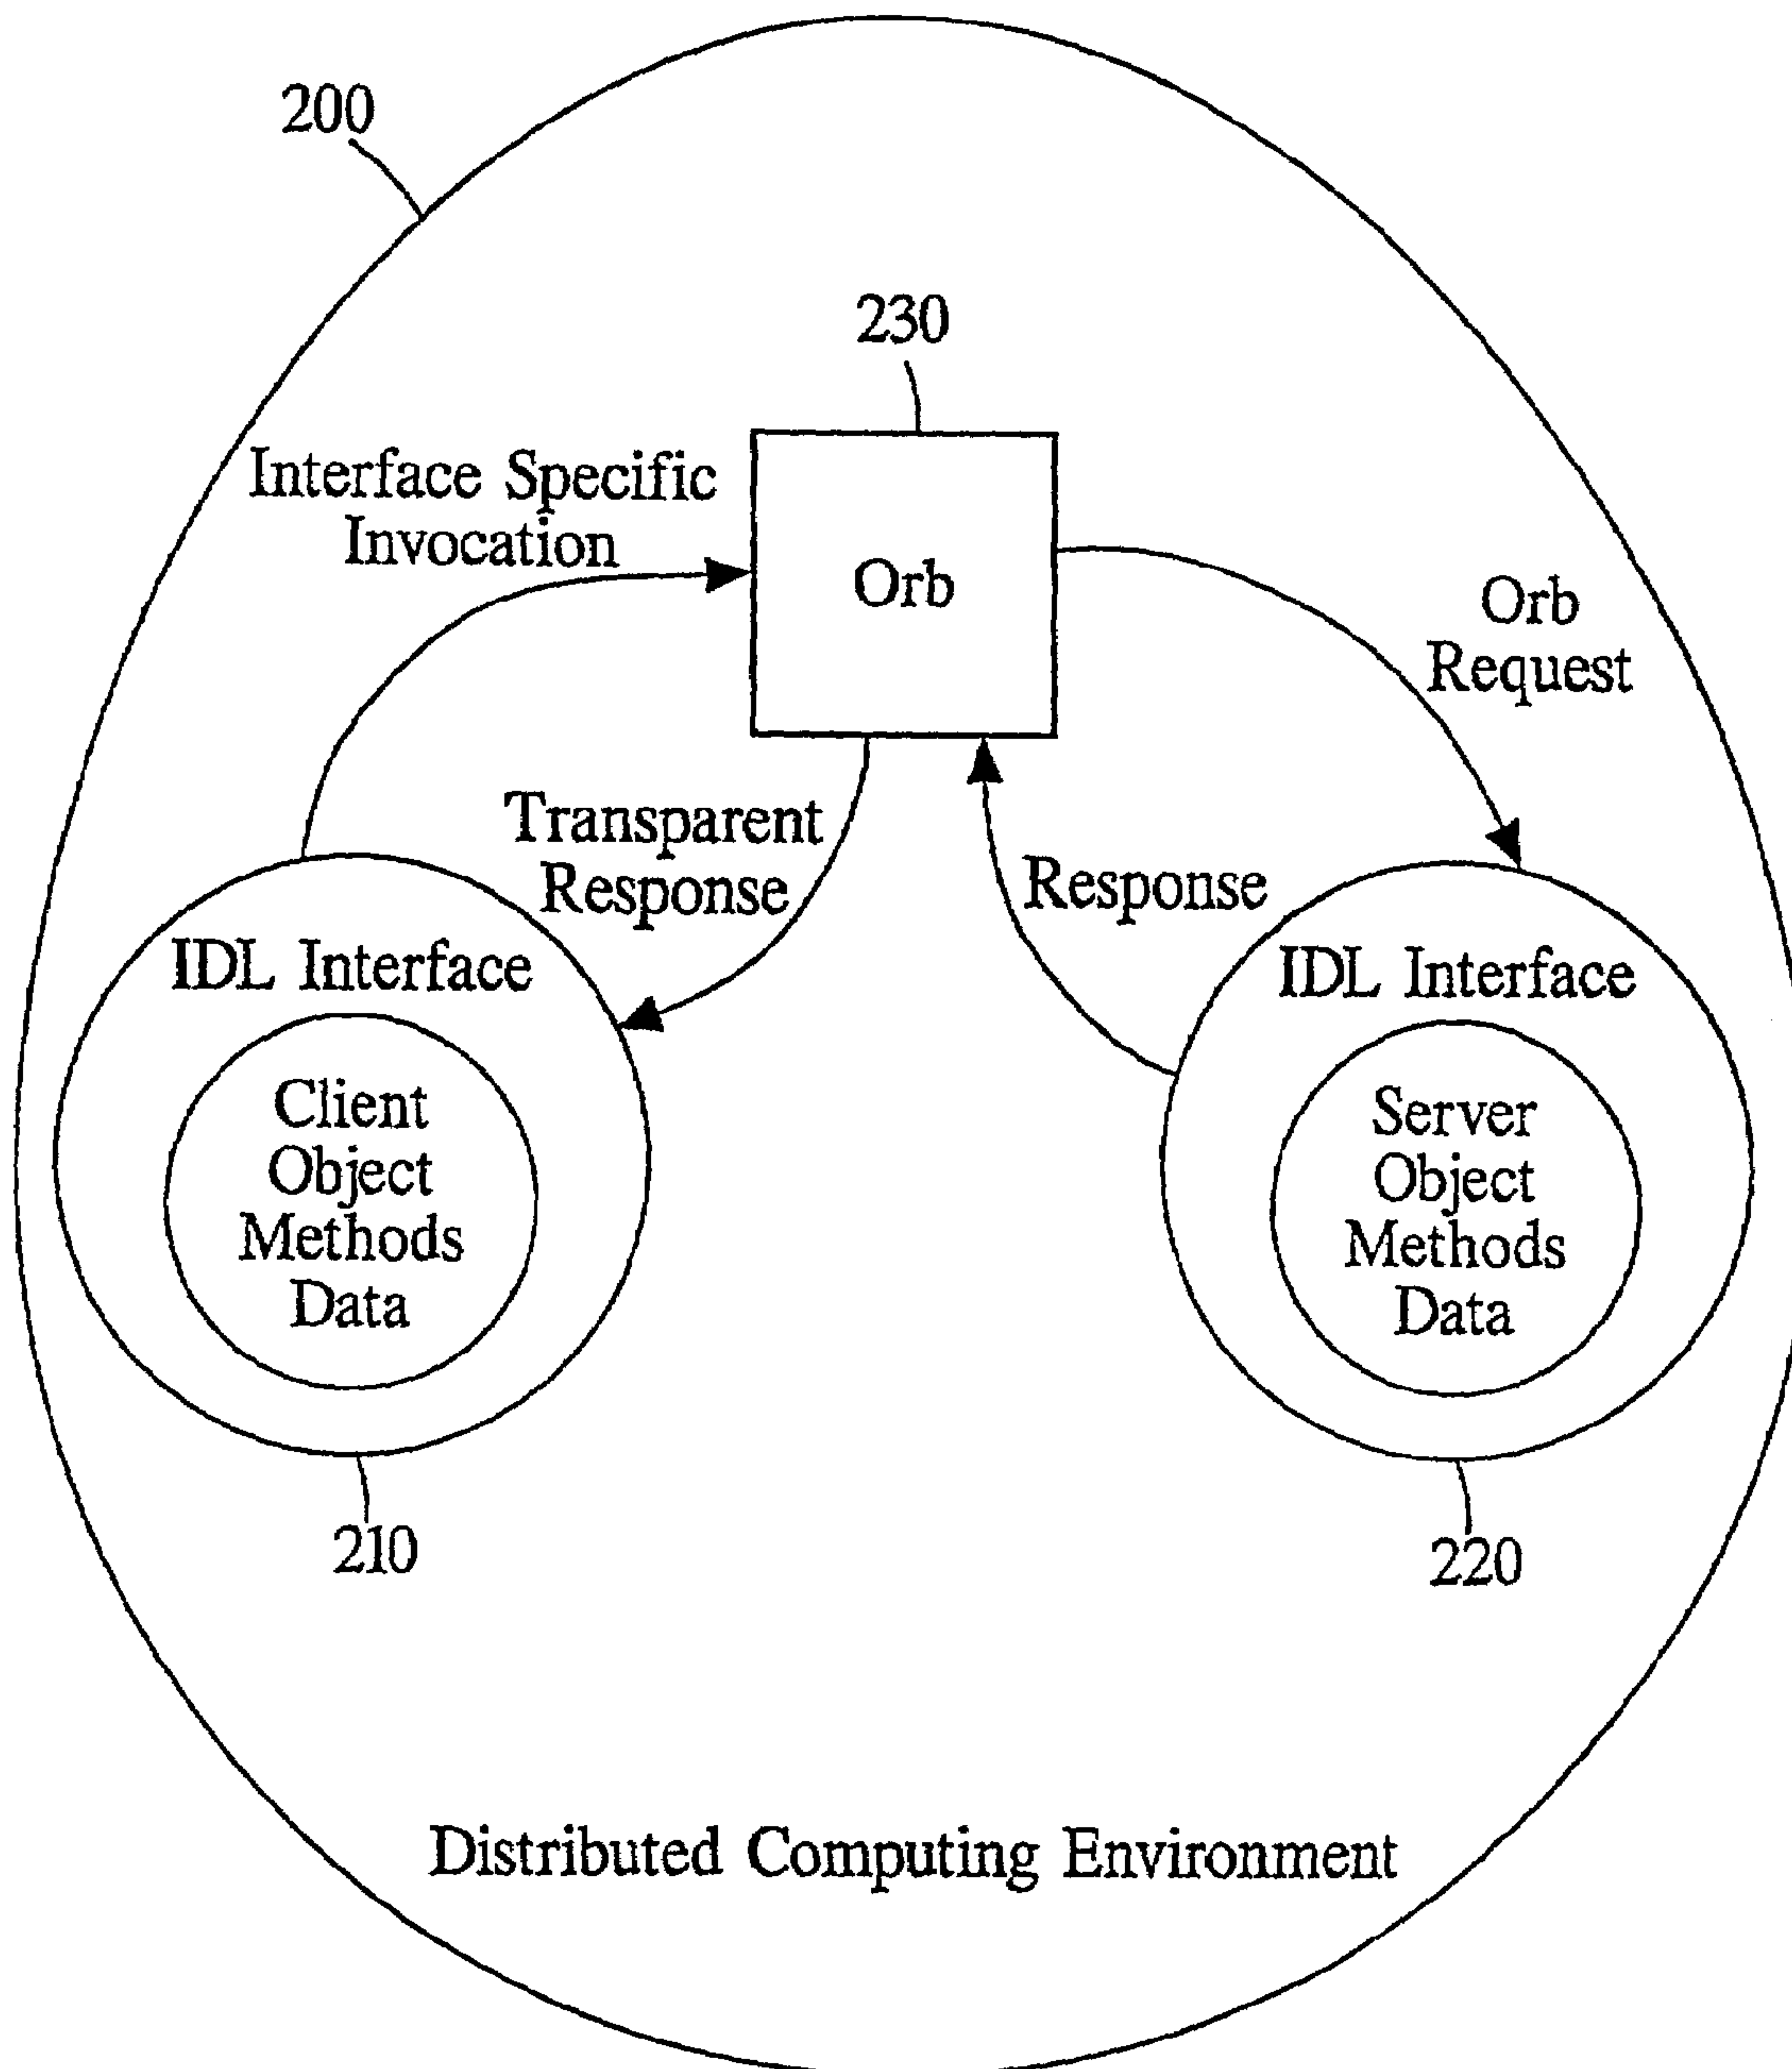 200
230
Interface Specific
Invocation
Orb
Orb
Request
Transparent
Response
Response
IDL Interface
Client
Object
Methods
Data
IDL Interface
Server
Object
Methods
Data
210
220
Distributed Computing Environment